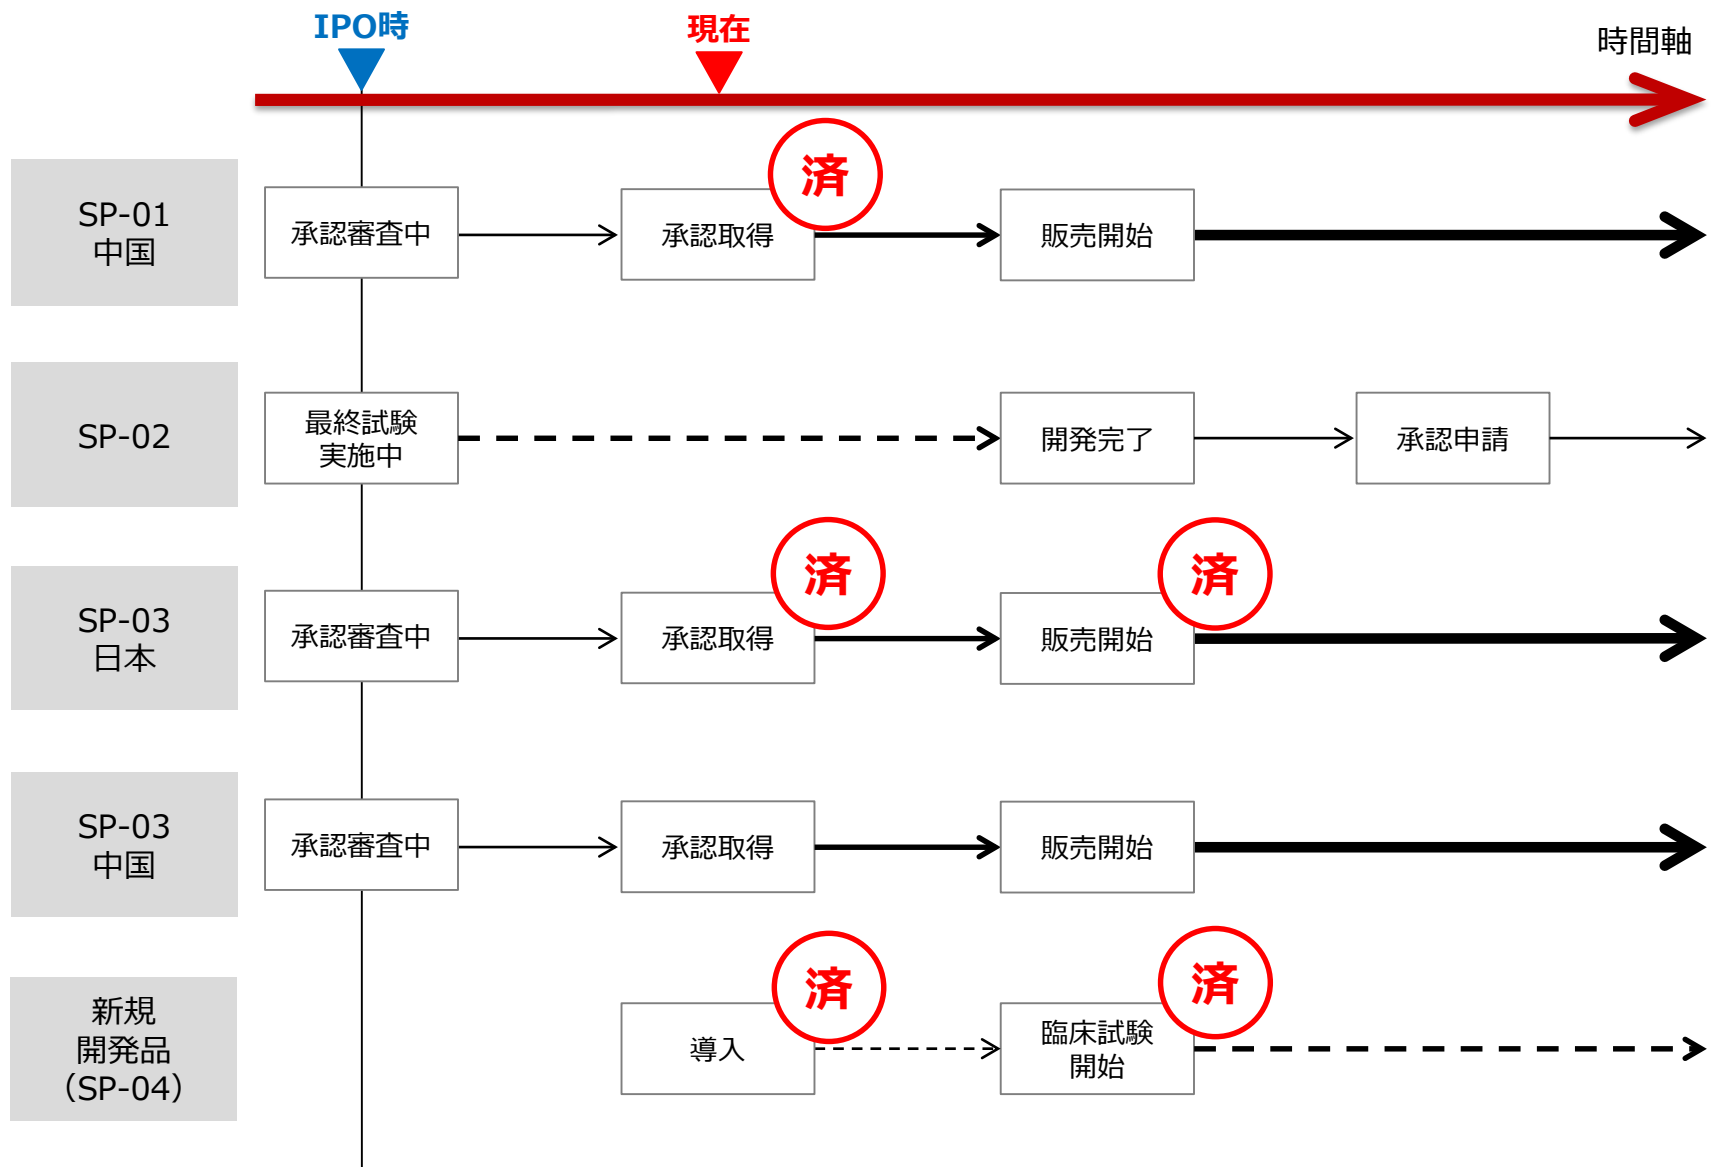 IPO時
現在
時間軸
SP-01
中国
承認審査中
承認取得
済
販売開始
SP-02
最終試験
実施中
開発完了
承認申請
SP-03
日本
承認審査中
承認取得
済
販売開始
済
SP-03
中国
承認審査中
承認取得
販売開始
新規
開発品
（SP-04）
導入
済
臨床試験
開始
済